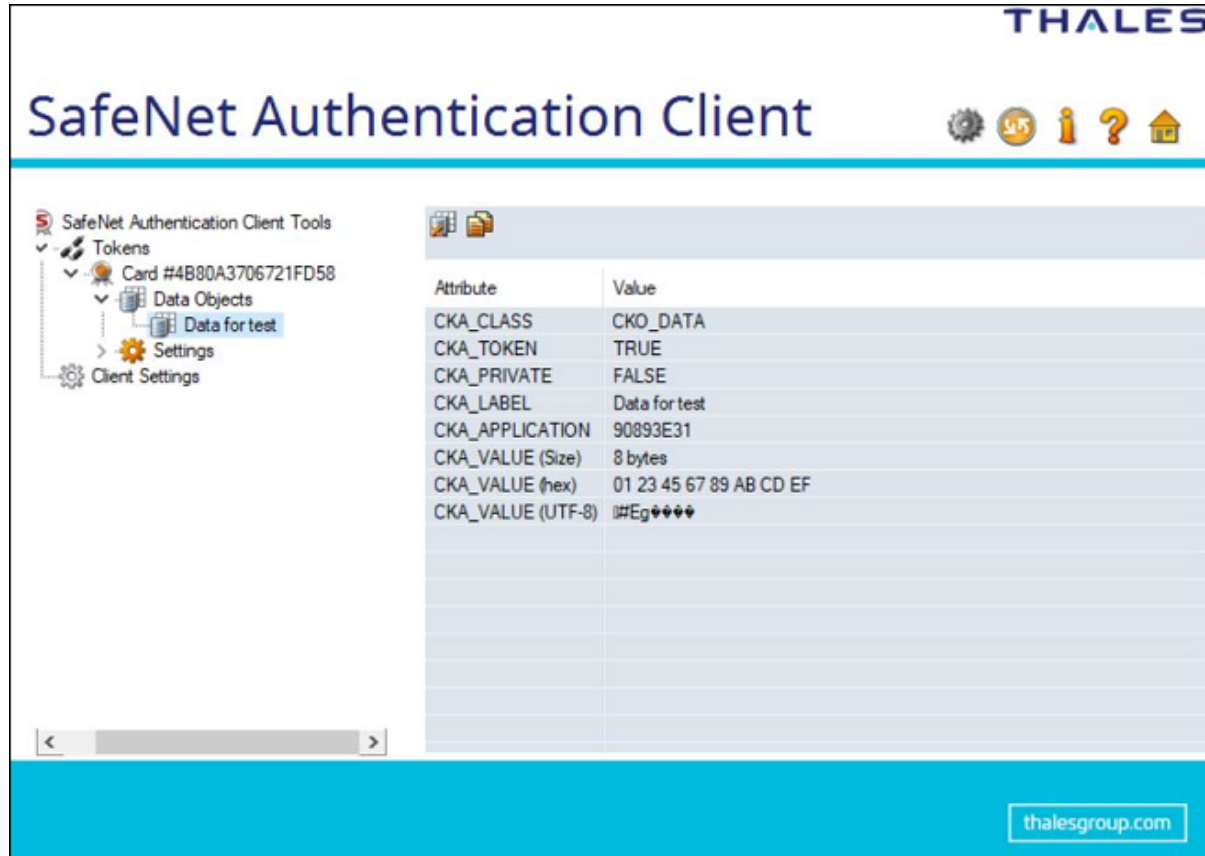 THALES
SafeNet Authentication Client
SafeNet Authentication Client Tools
Tokens
Card #4B80A3706721FD58
Data Objects
Data for test
Settings
Client Settings
Attribute Value
CKA_CLASS CKO_DATA
CKA_TOKEN TRUE
CKA_PRIVATE FALSE
CKA_LABEL Data for test
CKA_APPLICATION 90893E31
CKA_VALUE (Size) 8 bytes
CKA_VALUE (hex) 01 23 45 67 89 AB CD EF
CKA_VALUE (UTF-8) #Eg����
thalesgroup.com